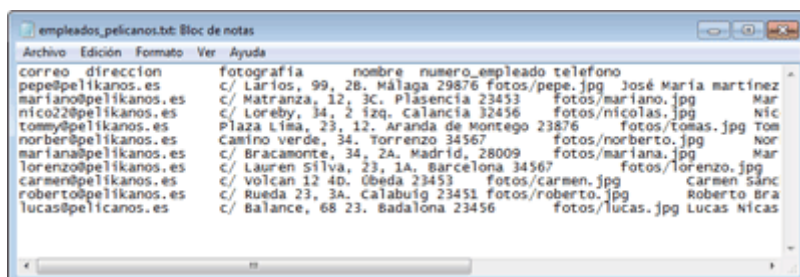 empleados_pelicanos.txt: Bloc de notas
Archivo Edición Formato Ver Ayuda
correo direccion fotografia nombre numero_empleado telefono
pepe@pelikanos.es c/ Larios, 99, 2B. Málaga 29876 fotos/pepe.jpg José María martínez
mariano@pelikanos.es c/ Matranza, 12, 3C. Plasencia 23453 fotos/mariano.jpg Mar
nico22@pelikanos.es c/ Loreby, 34, 2 izq. Calancia 32456 fotos/nicolas.jpg Nic
tommy@pelikanos.es Plaza Lima, 23, 12. Aranda de Montego 23876 fotos/tomas.jpg Tom
norber@pelikanos.es Camino verde, 34. Torrenzo 34567 fotos/norberto.jpg Nor
mariana@pelikanos.es c/ Bracamonte, 34, 2A. Madrid, 28009 fotos/mariana.jpg Mar
lorenzo@pelikanos.es c/ Lauren Silva, 23, 1A. Barcelona 34567 fotos/lorenzo.jpg
carmen@pelikanos.es c/ Volcan 12 4D. Úbeda 23453 fotos/carmen.jpg Carmen Sánc
roberto@pelikanos.es c/ Rueda 23, 3A. Calabuig 23451 fotos/roberto.jpg Roberto Bra
lucas@pelicanos.es c/ Balance, 68 23. Badalona 23456 fotos/lucas.jpg Lucas Nicas